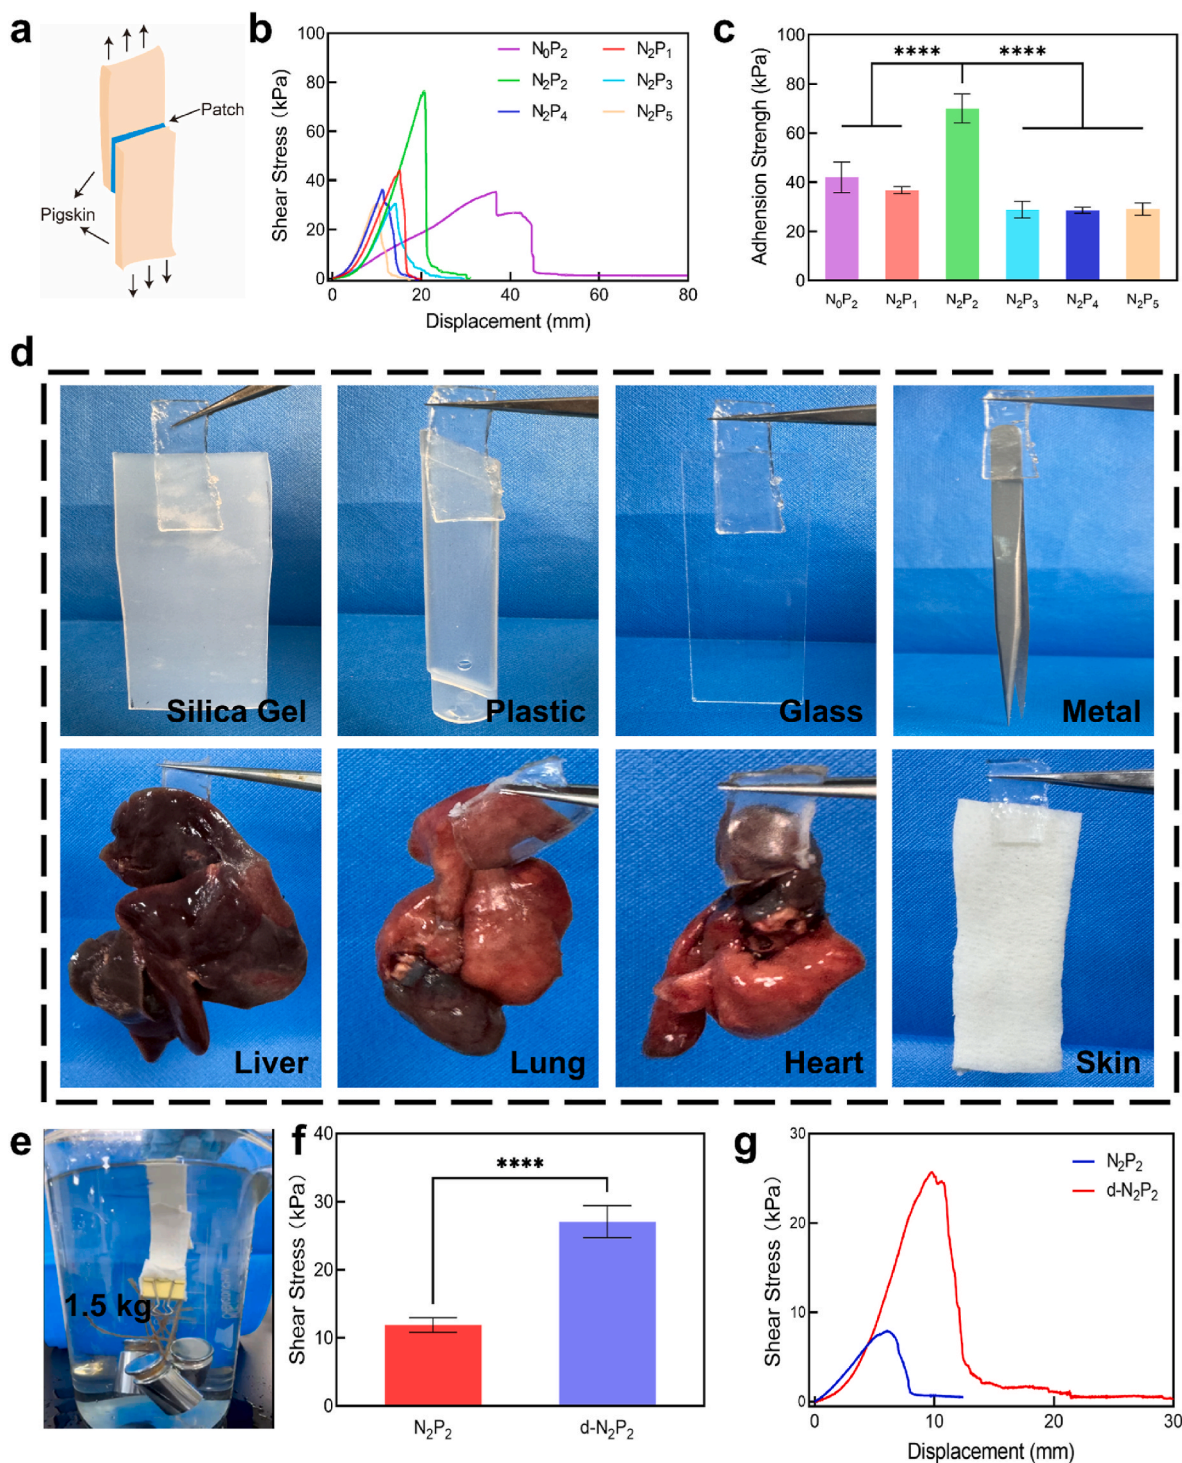 a
Patch
Pigskin
b
Shear Stress (kPa)
100
80
60
40
20
0
0 20 40 60 80
Displacement (mm)
N₀P₂ N₂P₁
N₂P₂ N₂P₃
N₂P₄ N₂P₅
c
Adhension Strengh (kPa)
100
80
60
40
20
0
**** ****
N₀P₂ N₂P₁ N₂P₂ N₂P₃ N₂P₄ N₂P₅
d
Silica Gel Plastic Glass Metal
Liver Lung Heart Skin
e
1.5 kg
f
Shear Stress (kPa)
40
30
20
10
0
****
N₂P₂ d-N₂P₂
g
Shear Stress (kPa)
30
20
10
0
N₂P₂
d-N₂P₂
0 10 20 30
Displacement (mm)